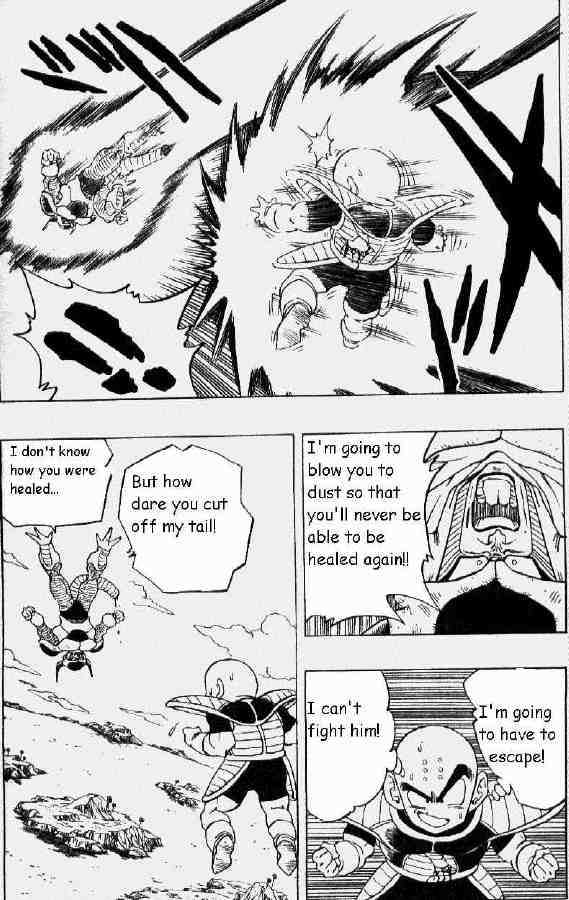 I don't know
how you were
healed...
But how
dare you cut
off my tail!
I'm going to
blow you to
dust so that
you'll never be
able to be
healed again!!
I can't
fight him!
I'm going
to have to
escape!